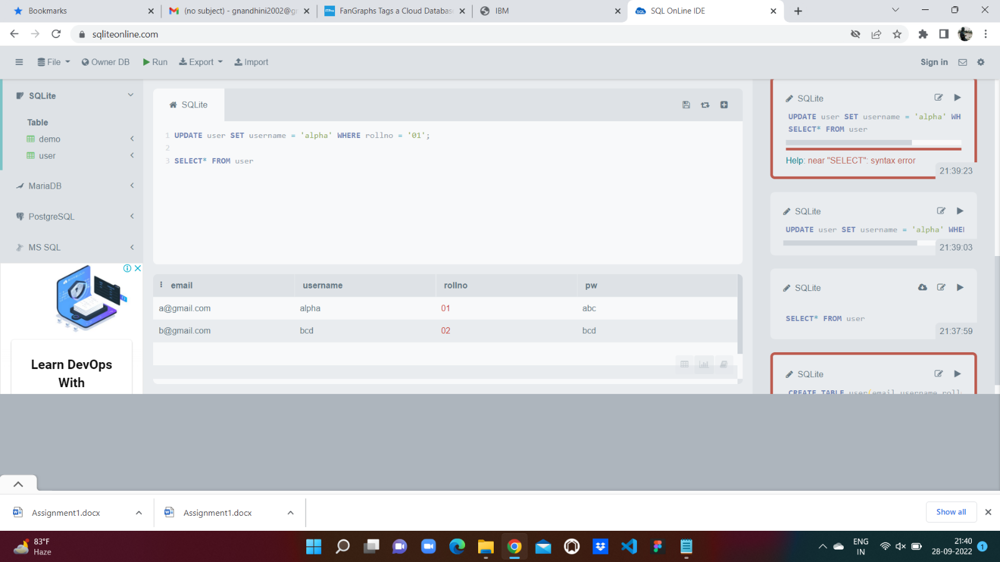 Bookmarks
(no subject) - gnandhini2002@g
FanGraphs Tags a Cloud Databas
IBM
SQL OnLine IDE
sqliteonline.com
File
Owner DB
Run
Export
Import
Sign in
SQLite
Table
demo
user
MariaDB
PostgreSQL
MS SQL
Learn DevOps
With
SQLite
1 UPDATE user SET username = 'alpha' WHERE rollno = '01';
2
3 SELECT* FROM user
email username rollno pw
a@gmail.com alpha 01 abc
b@gmail.com bcd 02 bcd
SQLite
UPDATE user SET username = 'alpha' WH
SELECT* FROM user
Help: near "SELECT": syntax error
21:39:23
SQLite
UPDATE user SET username = 'alpha' WHE
21:39:03
SQLite
SELECT* FROM user
21:37:59
SQLite
CREATE TABLE user(email username roll
Assignment1.docx
Assignment1.docx
Show all
83°F
Haze
ENG
IN
21:40
28-09-2022
1